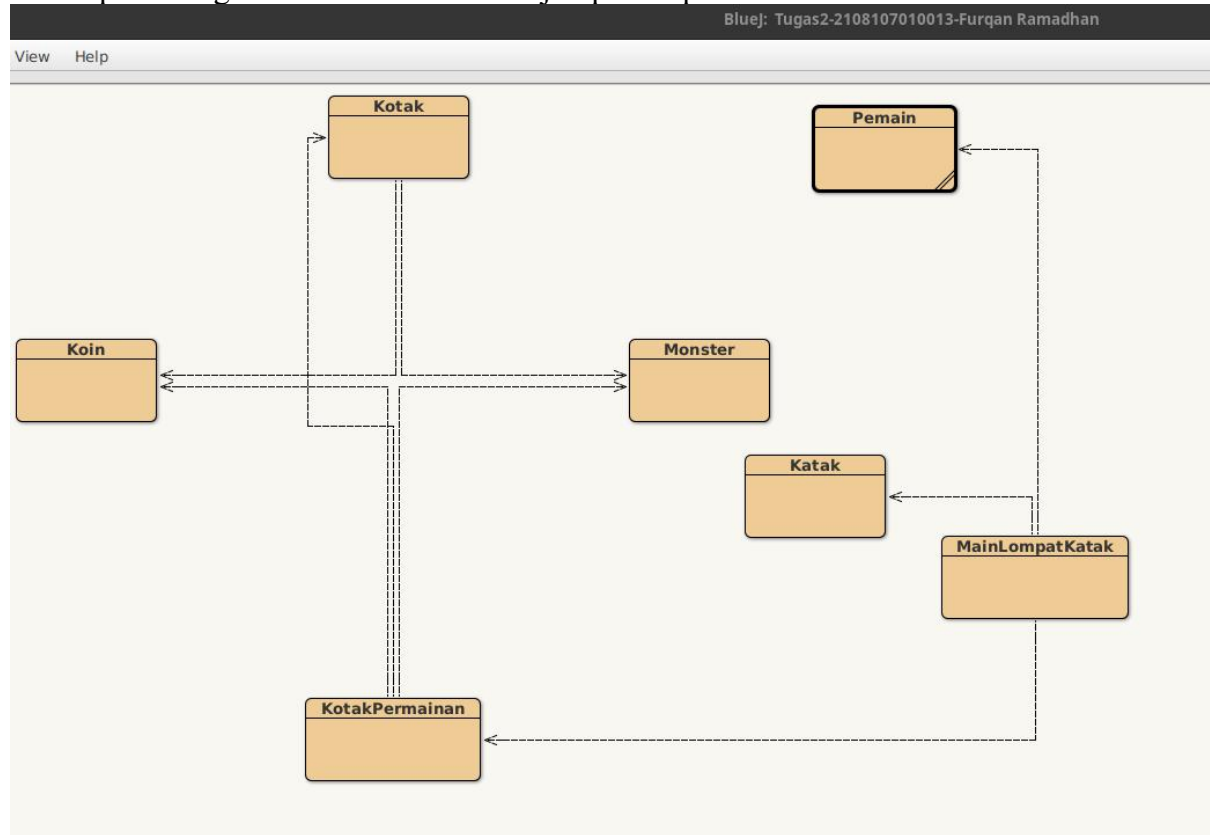 BlueJ: Tugas2-2108107010013-Furqan Ramadhan
View Help
Kotak
Pemain
Koin
Monster
Katak
MainLompatKatak
KotakPermainan